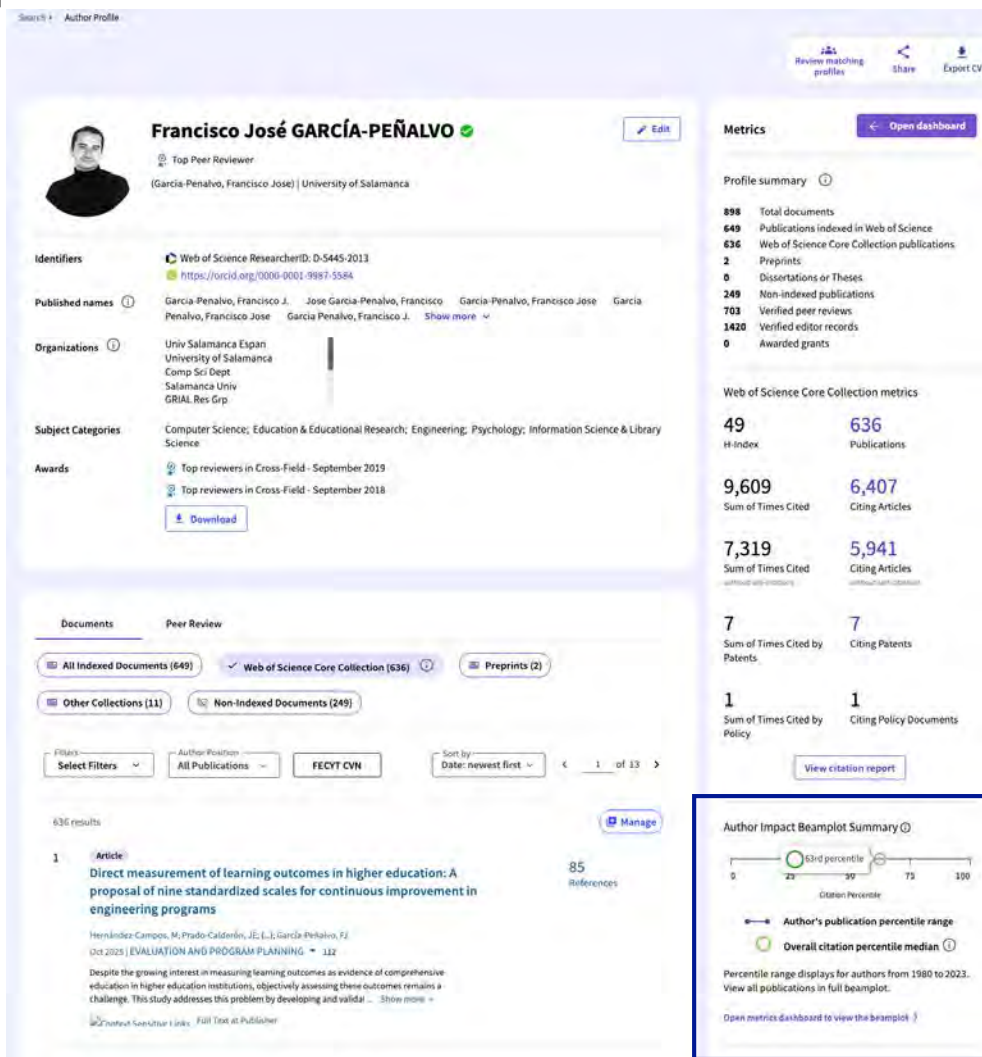 Search > Author Profile
Review matching profiles
Share
Export CV
Francisco José GARCÍA-PEÑALVO
Edit
Top Peer Reviewer
(Garcia-Penalvo, Francisco Jose) | University of Salamanca
Identifiers
Web of Science ResearcherID: D-5445-2013
https://orcid.org/0000-0001-9987-5584
Published names
Garcia-Penalvo, Francisco J. Jose Garcia-Penalvo, Francisco Garcia-Penalvo, Francisco Jose Garcia
Penalvo, Francisco Jose Garcia Penalvo, Francisco J. Show more
Organizations
Univ Salamanca Espan
University of Salamanca
Comp Sci Dept
Salamanca Univ
GRIAL Res Grp
Subject Categories
Computer Science; Education & Educational Research; Engineering; Psychology; Information Science & Library
Science
Awards
Top reviewers in Cross-Field - September 2019
Top reviewers in Cross-Field - September 2018
Download
Documents Peer Review
All Indexed Documents (649) Web of Science Core Collection (636) Preprints (2)
Other Collections (11) Non-Indexed Documents (249)
Filters
Select Filters
Author Position
All Publications
FECYT CVN
Sort by
Date: newest first
1 of 13
636 results
Manage
1
Article
Direct measurement of learning outcomes in higher education: A
proposal of nine standardized scales for continuous improvement in
engineering programs
85
References
Hernández-Campos, M; Prado-Calderón, JE; (...); García-Peñalvo, FJ
Oct 2025 | EVALUATION AND PROGRAM PLANNING 112
Despite the growing interest in measuring learning outcomes as evidence of comprehensive
education in higher education institutions, objectively assessing these outcomes remains a
challenge. This study addresses this problem by developing and validat ... Show more
Context Sensitive Links Full Text at Publisher
Metrics
Open dashboard
Profile summary
898 Total documents
649 Publications indexed in Web of Science
636 Web of Science Core Collection publications
2 Preprints
0 Dissertations or Theses
249 Non-indexed publications
703 Verified peer reviews
1420 Verified editor records
0 Awarded grants
Web of Science Core Collection metrics
49 636
H-Index Publications
9,609 6,407
Sum of Times Cited Citing Articles
7,319 5,941
Sum of Times Cited Citing Articles
without self-citations without self-citations
7 7
Sum of Times Cited by Patents Citing Patents
1 1
Sum of Times Cited by Policy Citing Policy Documents
View citation report
Author Impact Beamplot Summary
63rd percentile
0 25 50 75 100
Citation Percentile
Author's publication percentile range
Overall citation percentile median
Percentile range displays for authors from 1980 to 2023.
View all publications in full beamplot.
Open metrics dashboard to view the beamplot